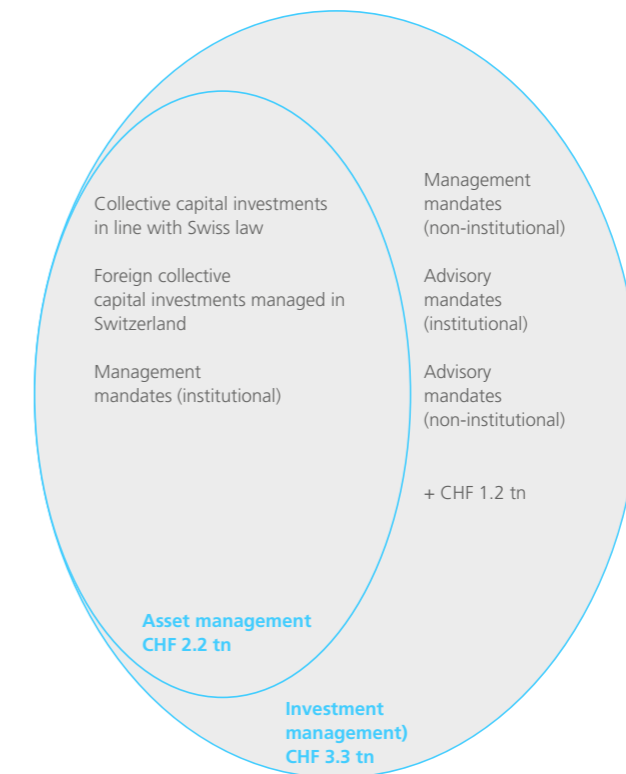 Collective capital investments
in line with Swiss law
Foreign collective
capital investments managed in
Switzerland
Management
mandates (institutional)
Asset management
CHF 2.2 tn
Management
mandates
(non-institutional)
Advisory
mandates
(institutional)
Advisory
mandates
(non-institutional)
+ CHF 1.2 tn
Investment
management)
CHF 3.3 tn